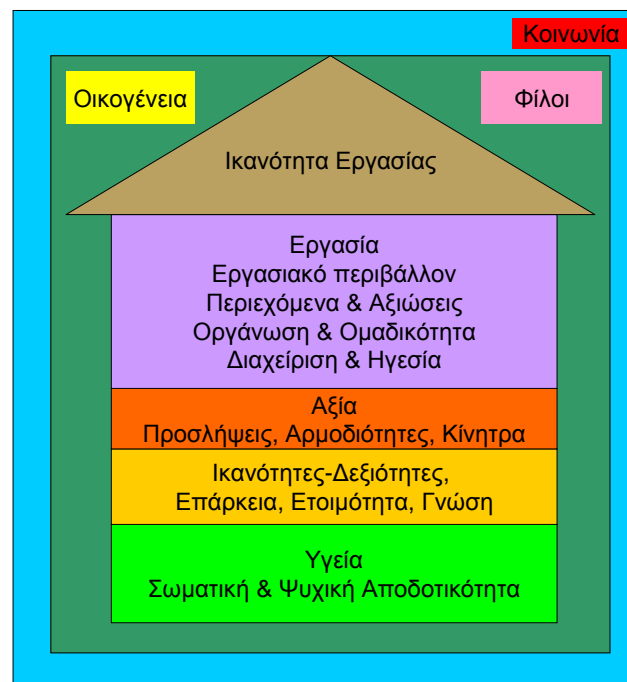 Κοινωνία
Οικογένεια
Φίλοι
Ικανότητα Εργασίας
Εργασία
Εργασιακό περιβάλλον
Περιεχόμενα & Αξιώσεις
Οργάνωση & Ομαδικότητα
Διαχείριση & Ηγεσία
Αξία
Προσλήψεις, Αρμοδιότητες, Κίνητρα
Ικανότητες-Δεξιότητες,
Επάρκεια, Ετοιμότητα, Γνώση
Υγεία
Σωματική & Ψυχική Αποδοτικότητα